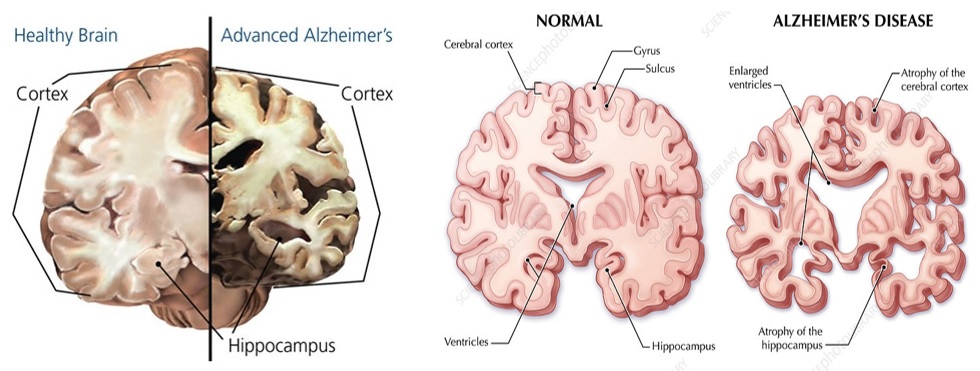 Healthy Brain
Advanced Alzheimer's
Cortex
Cortex
Hippocampus
NORMAL
Cerebral cortex
Gyrus
Sulcus
Ventricles
Hippocampus
ALZHEIMER'S DISEASE
Enlarged
ventricles
Atrophy of the
cerebral cortex
Atrophy of the
hippocampus